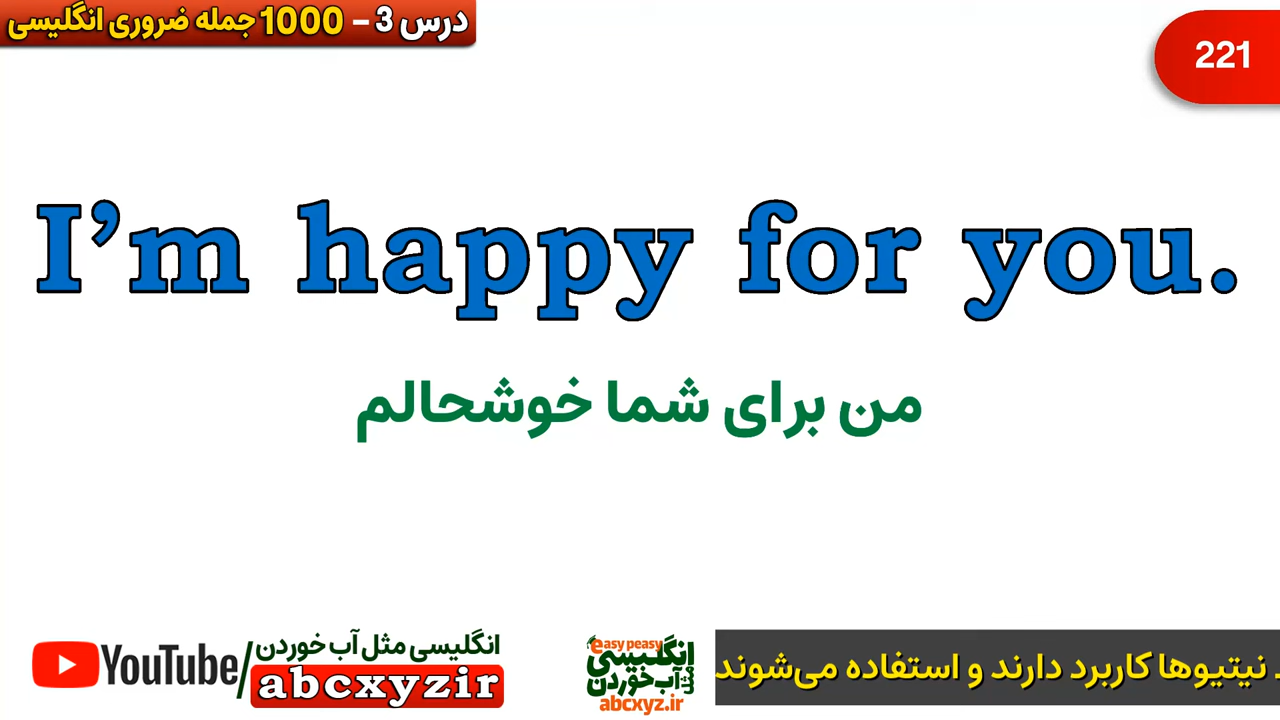 درس 3 – 1000 جمله ضروری انگلیسی
221
I’m happy for you.
من برای شما خوشحالم
YouTube/
انگلیسی مثل آب خوردن
abcxyzir
easy peasy
انگلیسی
مثل آب خوردن
abcxyz.ir
نیتیوها کاربرد دارند و استفاده می‌شوند